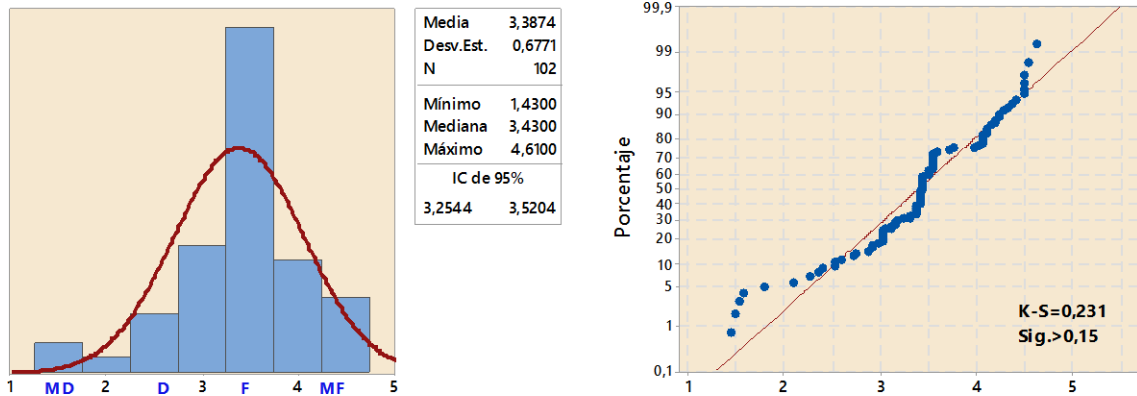 Media 3,3874
Desv.Est. 0,6771
N 102
Mínimo 1,4300
Mediana 3,4300
Máximo 4,6100
IC de 95%
3,2544 3,5204
1 MD 2 D 3 F 4 MF 5
99,9
99
95
90
80
70
60
50
40
30
20
10
5
1
0,1
Porcentaje
K-S=0,231
Sig.>0,15
1 2 3 4 5